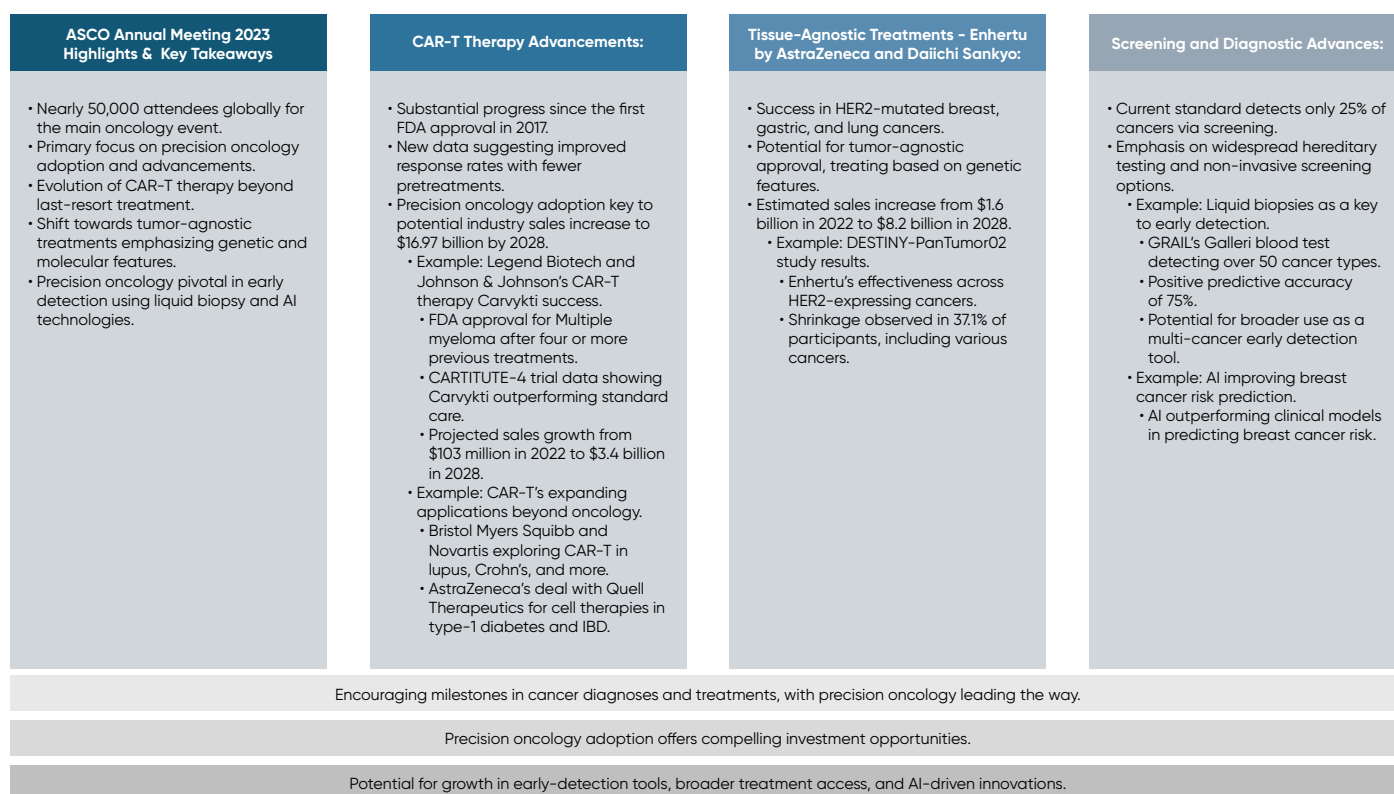 ASCO Annual Meeting 2023
Highlights & Key Takeaways
• Nearly 50,000 attendees globally for
the main oncology event.
• Primary focus on precision oncology
adoption and advancements.
• Evolution of CAR-T therapy beyond
last-resort treatment.
• Shift towards tumor-agnostic
treatments emphasizing genetic and
molecular features.
• Precision oncology pivotal in early
detection using liquid biopsy and AI
technologies.
CAR-T Therapy Advancements:
• Substantial progress since the first
FDA approval in 2017.
• New data suggesting improved
response rates with fewer
pretreatments.
• Precision oncology adoption key to
potential industry sales increase to
$16.97 billion by 2028.
• Example: Legend Biotech and
Johnson & Johnson's CAR-T
therapy Carvykti success.
• FDA approval for Multiple
myeloma after four or more
previous treatments.
• CARTITUTE-4 trial data showing
Carvykti outperforming standard
care.
• Projected sales growth from
$103 million in 2022 to $3.4 billion
in 2028.
• Example: CAR-T's expanding
applications beyond oncology.
• Bristol Myers Squibb and
Novartis exploring CAR-T in
lupus, Crohn's, and more.
• AstraZeneca's deal with Quell
Therapeutics for cell therapies in
type-1 diabetes and IBD.
Tissue-Agnostic Treatments - Enhertu
by AstraZeneca and Daiichi Sankyo:
• Success in HER2-mutated breast,
gastric, and lung cancers.
• Potential for tumor-agnostic
approval, treating based on genetic
features.
• Estimated sales increase from $1.6
billion in 2022 to $8.2 billion in 2028.
• Example: DESTINY-PanTumor02
study results.
• Enhertu's effectiveness across
HER2-expressing cancers.
• Shrinkage observed in 37.1% of
participants, including various
cancers.
Screening and Diagnostic Advances:
• Current standard detects only 25% of
cancers via screening.
• Emphasis on widespread hereditary
testing and non-invasive screening
options.
• Example: Liquid biopsies as a key
to early detection.
• GRAIL's Galleri blood test
detecting over 50 cancer types.
• Positive predictive accuracy
of 75%.
• Potential for broader use as a
multi-cancer early detection
tool.
• Example: AI improving breast
cancer risk prediction.
• AI outperforming clinical models
in predicting breast cancer risk.
Encouraging milestones in cancer diagnoses and treatments, with precision oncology leading the way.
Precision oncology adoption offers compelling investment opportunities.
Potential for growth in early-detection tools, broader treatment access, and AI-driven innovations.